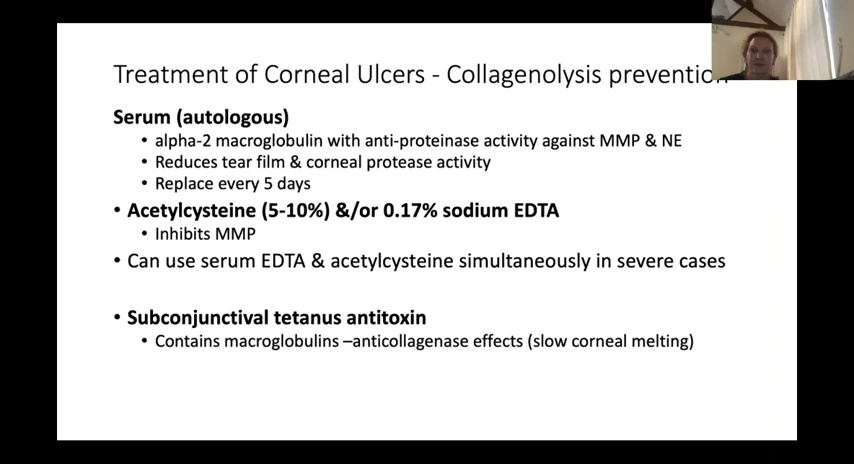 Treatment of Corneal Ulcers - Collagenolysis prevention
Serum (autologous)
• alpha-2 macroglobulin with anti-proteinase activity against MMP & NE
• Reduces tear film & corneal protease activity
• Replace every 5 days
• Acetylcysteine (5-10%) &/or 0.17% sodium EDTA
• Inhibits MMP
• Can use serum EDTA & acetylcysteine simultaneously in severe cases
• Subconjunctival tetanus antitoxin
• Contains macroglobulins –anticollagenase effects (slow corneal melting)